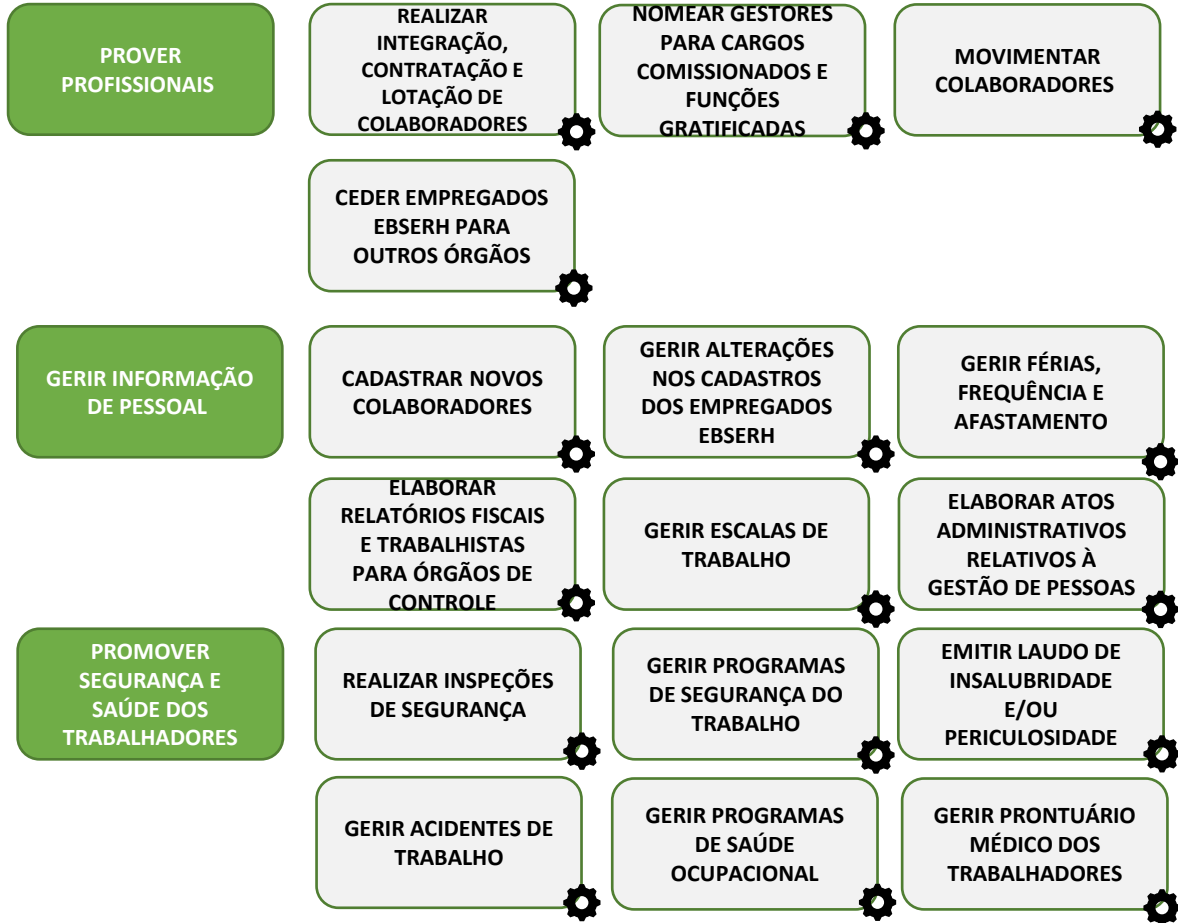 PROVER
PROFISSIONAIS
REALIZAR
INTEGRAÇÃO,
CONTRATAÇÃO E
LOTAÇÃO DE
COLABORADORES
NOMEAR GESTORES
PARA CARGOS
COMISSIONADOS E
FUNÇÕES
GRATIFICADAS
MOVIMENTAR
COLABORADORES
CEDER EMPREGADOS
EBSERH PARA
OUTROS ÓRGÃOS
GERIR INFORMAÇÃO
DE PESSOAL
CADASTRAR NOVOS
COLABORADORES
GERIR ALTERAÇÕES
NOS CADASTROS
DOS EMPREGADOS
EBSERH
GERIR FÉRIAS,
FREQUÊNCIA E
AFASTAMENTO
ELABORAR
RELATÓRIOS FISCAIS
E TRABALHISTAS
PARA ÓRGÃOS DE
CONTROLE
GERIR ESCALAS DE
TRABALHO
ELABORAR ATOS
ADMINISTRATIVOS
RELATIVOS À
GESTÃO DE PESSOAS
PROMOVER
SEGURANÇA E
SAÚDE DOS
TRABALHADORES
REALIZAR INSPEÇÕES
DE SEGURANÇA
GERIR PROGRAMAS
DE SEGURANÇA DO
TRABALHO
EMITIR LAUDO DE
INSALUBRIDADE
E/OU
PERICULOSIDADE
GERIR ACIDENTES DE
TRABALHO
GERIR PROGRAMAS
DE SAÚDE
OCUPACIONAL
GERIR PRONTUÁRIO
MÉDICO DOS
TRABALHADORES